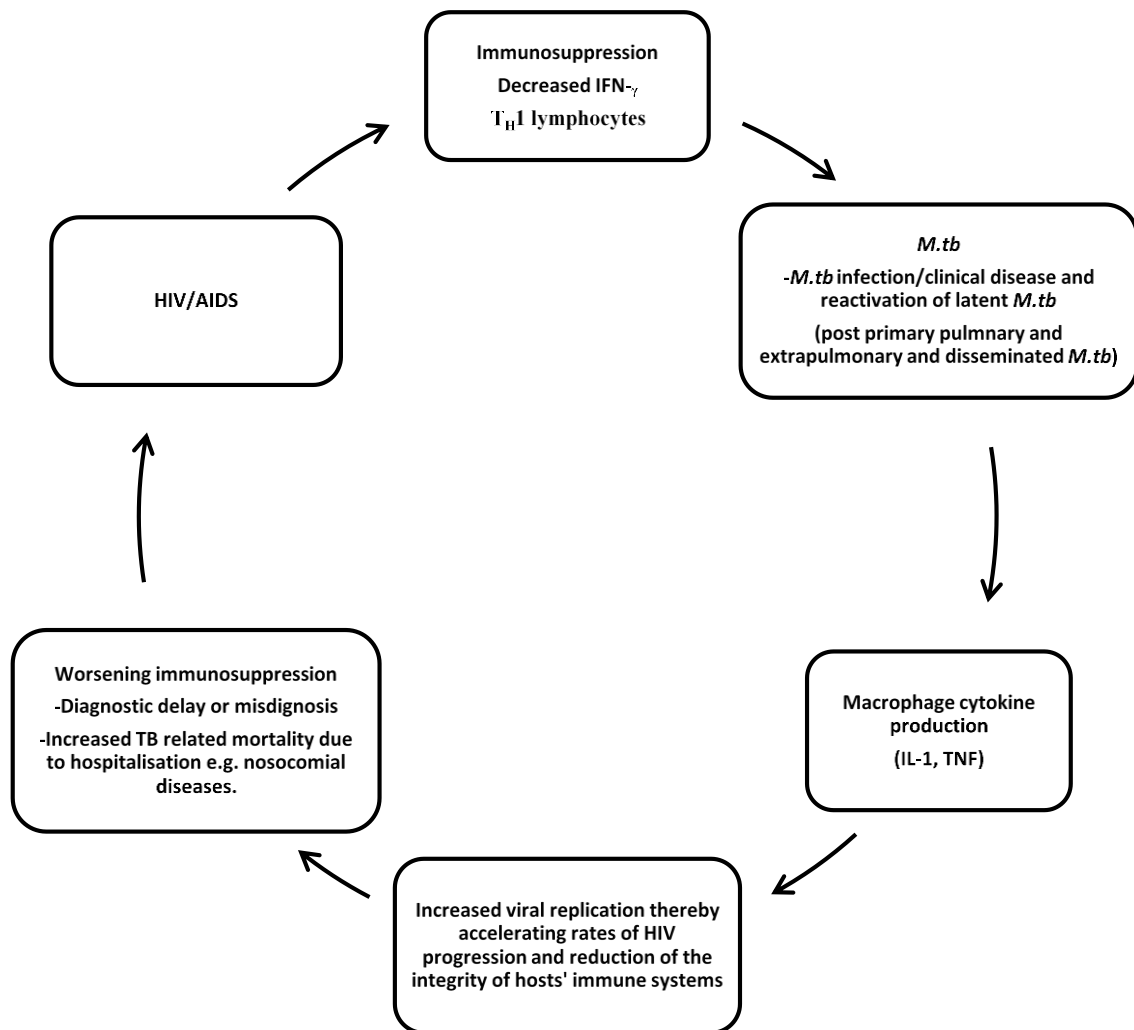 Immunosuppression
Decreased IFN-γ
TH1 lymphocytes
M.tb
-M.tb infection/clinical disease and
reactivation of latent M.tb
(post primary pulmnary and
extrapulmonary and disseminated M.tb)
Macrophage cytokine
production
(IL-1, TNF)
Increased viral replication thereby
accelerating rates of HIV
progression and reduction of the
integrity of hosts' immune systems
Worsening immunosuppression
-Diagnostic delay or misdignosis
-Increased TB related mortality due
to hospitalisation e.g. nosocomial
diseases.
HIV/AIDS